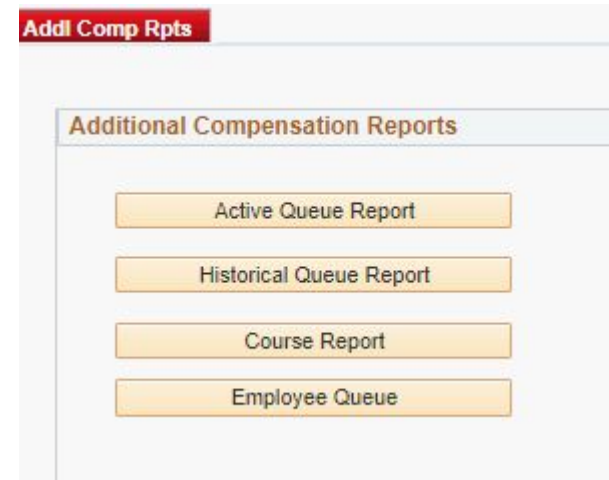 Addl Comp Rpts
Additional Compensation Reports
Active Queue Report
Historical Queue Report
Course Report
Employee Queue